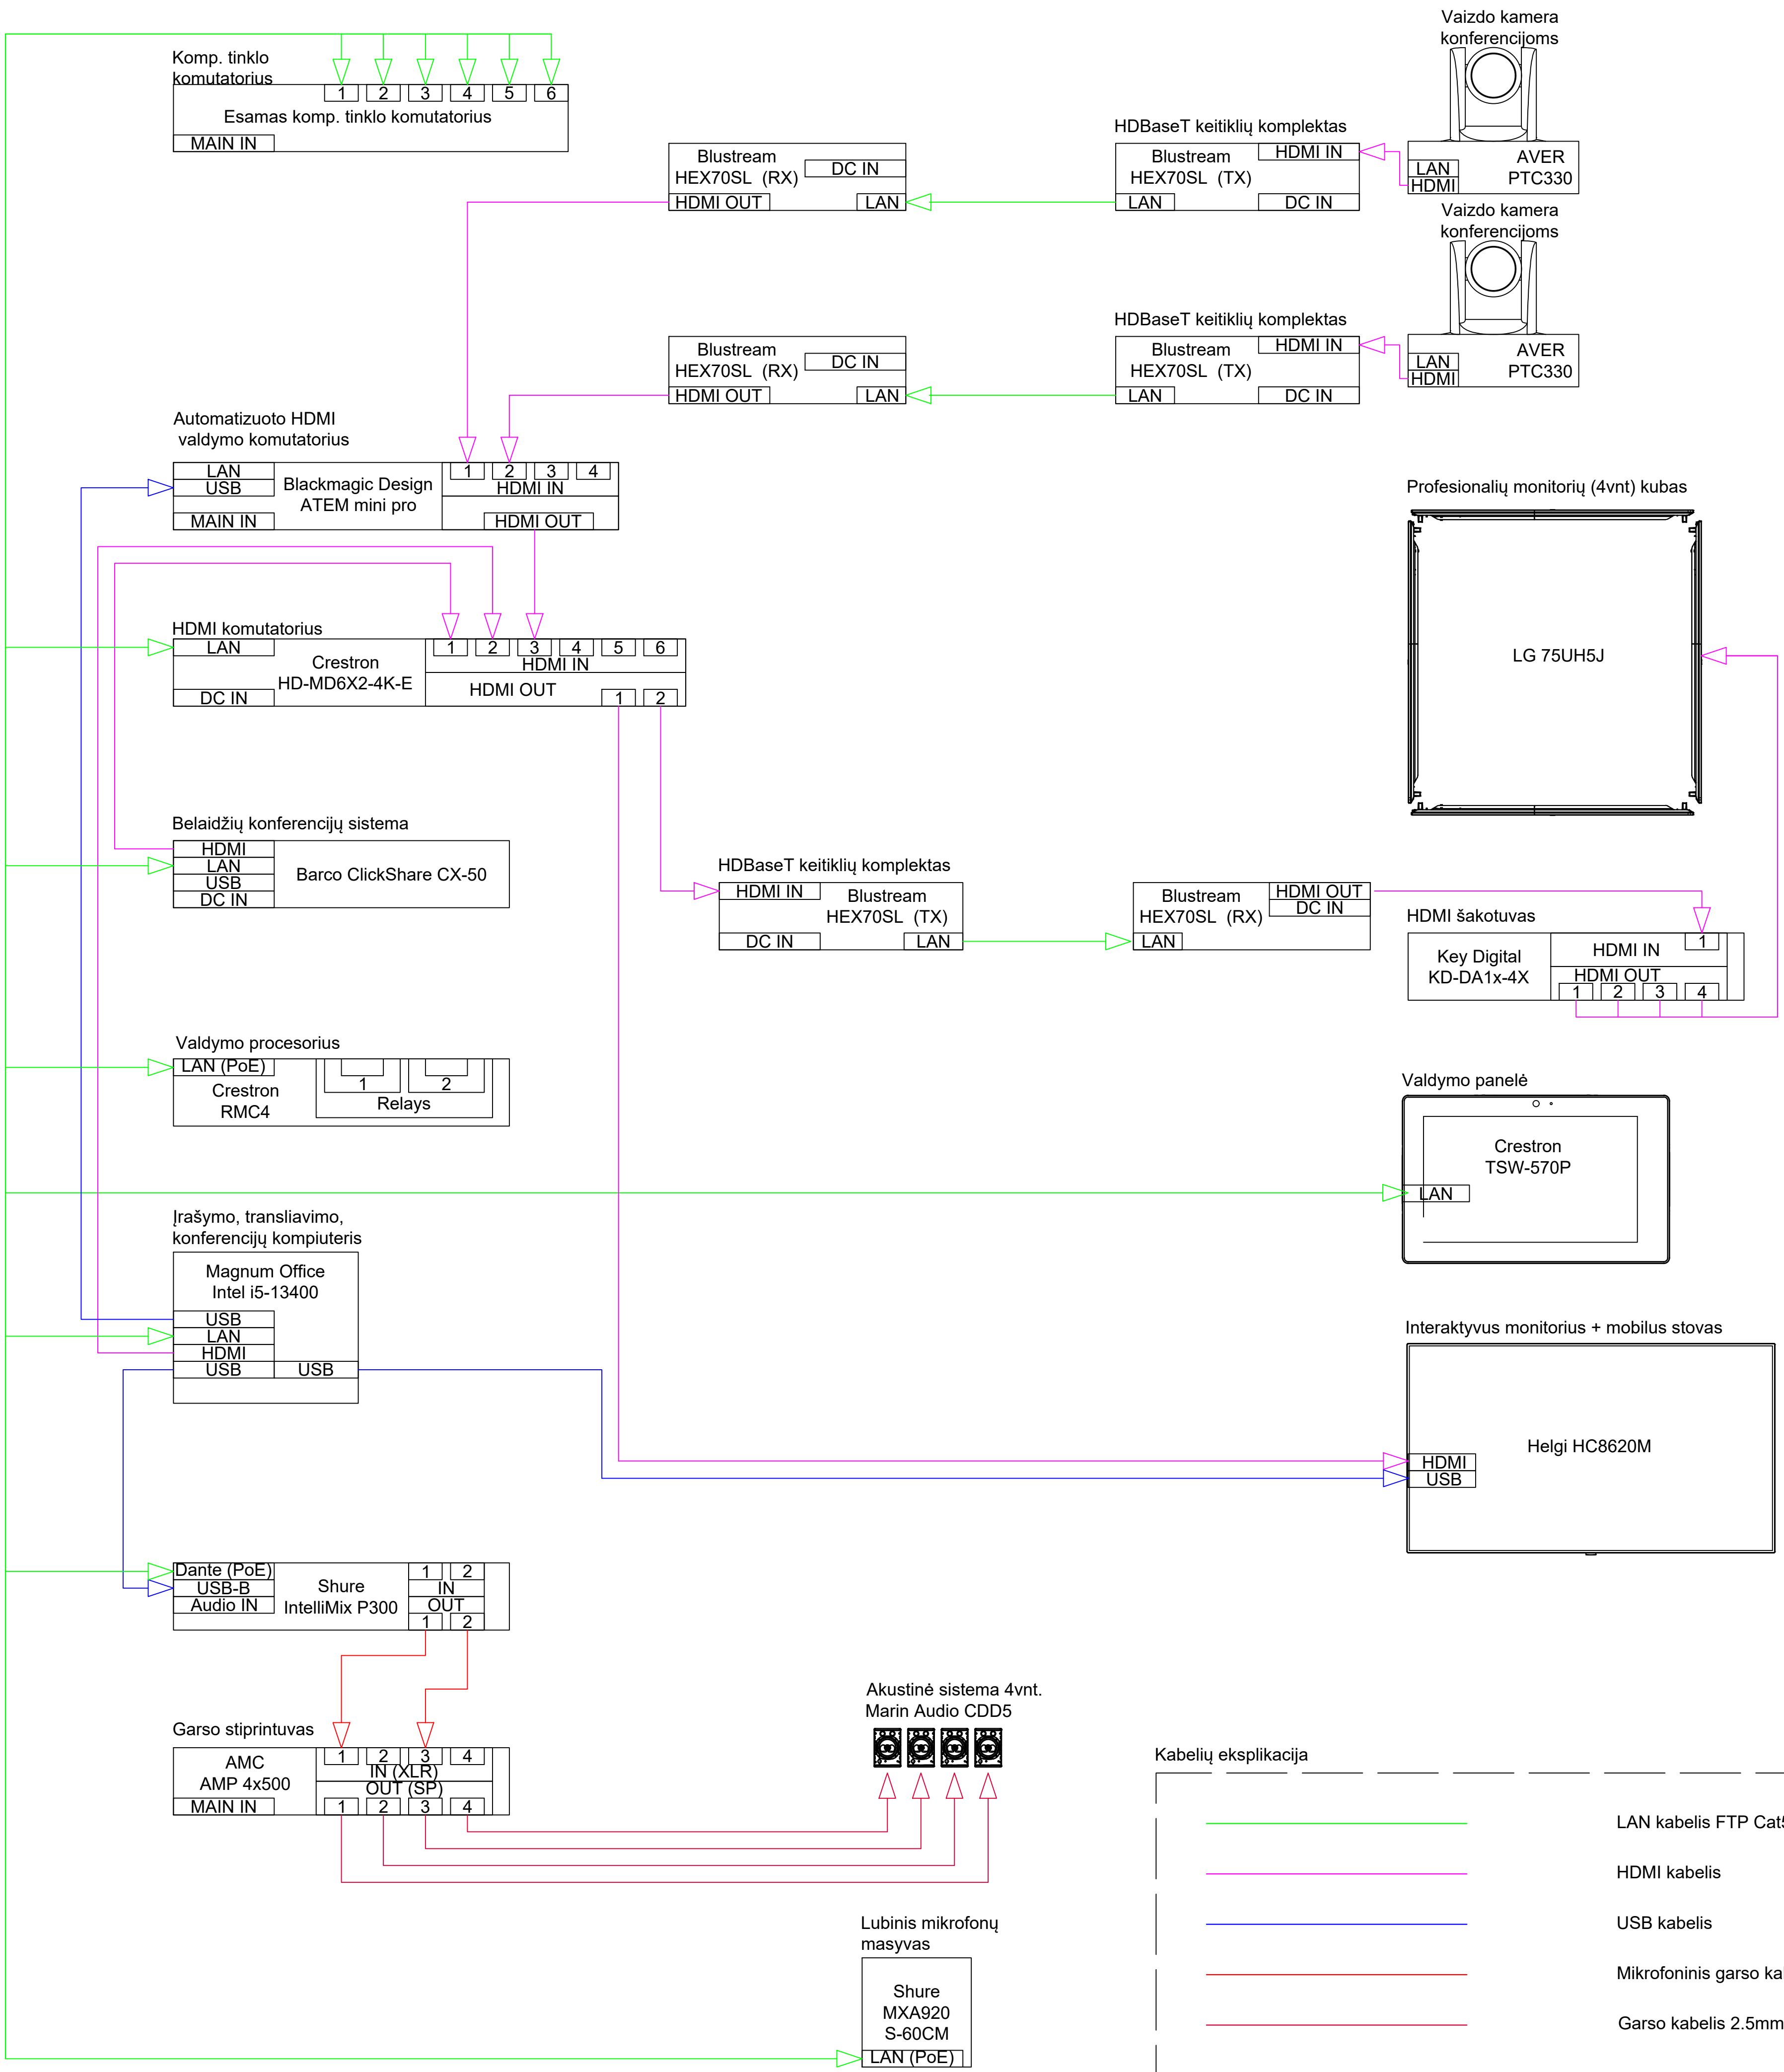 Vaizdo kamera
konferencijoms
Komp. tinklo
komutatorius
1 2 3 4 5 6
Esamas komp. tinklo komutatorius
MAIN IN
HDBaseT keitiklių komplektas
Blustream
HEX70SL (RX)
DC IN
HDMI OUT
LAN
Blustream
HEX70SL (TX)
HDMI IN
LAN
DC IN
AVER
PTC330
LAN
HDMI
Vaizdo kamera
konferencijoms
HDBaseT keitiklių komplektas
Blustream
HEX70SL (RX)
DC IN
HDMI OUT
LAN
Blustream
HEX70SL (TX)
HDMI IN
LAN
DC IN
AVER
PTC330
LAN
HDMI
Automatizuoto HDMI
valdymo komutatorius
LAN
USB
MAIN IN
Blackmagic Design
ATEM mini pro
1 2 3 4
HDMI IN
HDMI OUT
Profesionalių monitorių (4vnt) kubas
LG 75UH5J
HDMI komutatorius
LAN
DC IN
Crestron
HD-MD6X2-4K-E
1 2 3 4 5 6
HDMI IN
HDMI OUT
1 2
Belaidžių konferencijų sistema
HDMI
LAN
USB
DC IN
Barco ClickShare CX-50
HDBaseT keitiklių komplektas
HDMI IN
Blustream
HEX70SL (TX)
DC IN
LAN
Blustream
HEX70SL (RX)
HDMI OUT
DC IN
LAN
HDMI šakotuvas
Key Digital
KD-DA1x-4X
1
HDMI IN
HDMI OUT
1 2 3 4
Valdymo procesorius
LAN (PoE)
Crestron
RMC4
1 2
Relays
Valdymo panelė
Crestron
TSW-570P
LAN
Įrašymo, transliavimo,
konferencijų kompiuteris
Magnum Office
Intel i5-13400
USB
LAN
HDMI
USB USB
Interaktyvus monitorius + mobilus stovas
Helgi HC8620M
HDMI
USB
Dante (PoE)
USB-B
Audio IN
Shure
IntelliMix P300
1 2
IN
OUT
1 2
Akustinė sistema 4vnt.
Marin Audio CDD5
Garso stiprintuvas
AMC
AMP 4x500
MAIN IN
1 2 3 4
IN (XLR)
OUT (SP)
1 2 3 4
Kabelių eksplikacija
LAN kabelis FTP Cat5
HDMI kabelis
USB kabelis
Mikrofoninis garso ka
Garso kabelis 2.5mm
Lubinis mikrofonų
masyvas
Shure
MXA920
S-60CM
LAN (PoE)